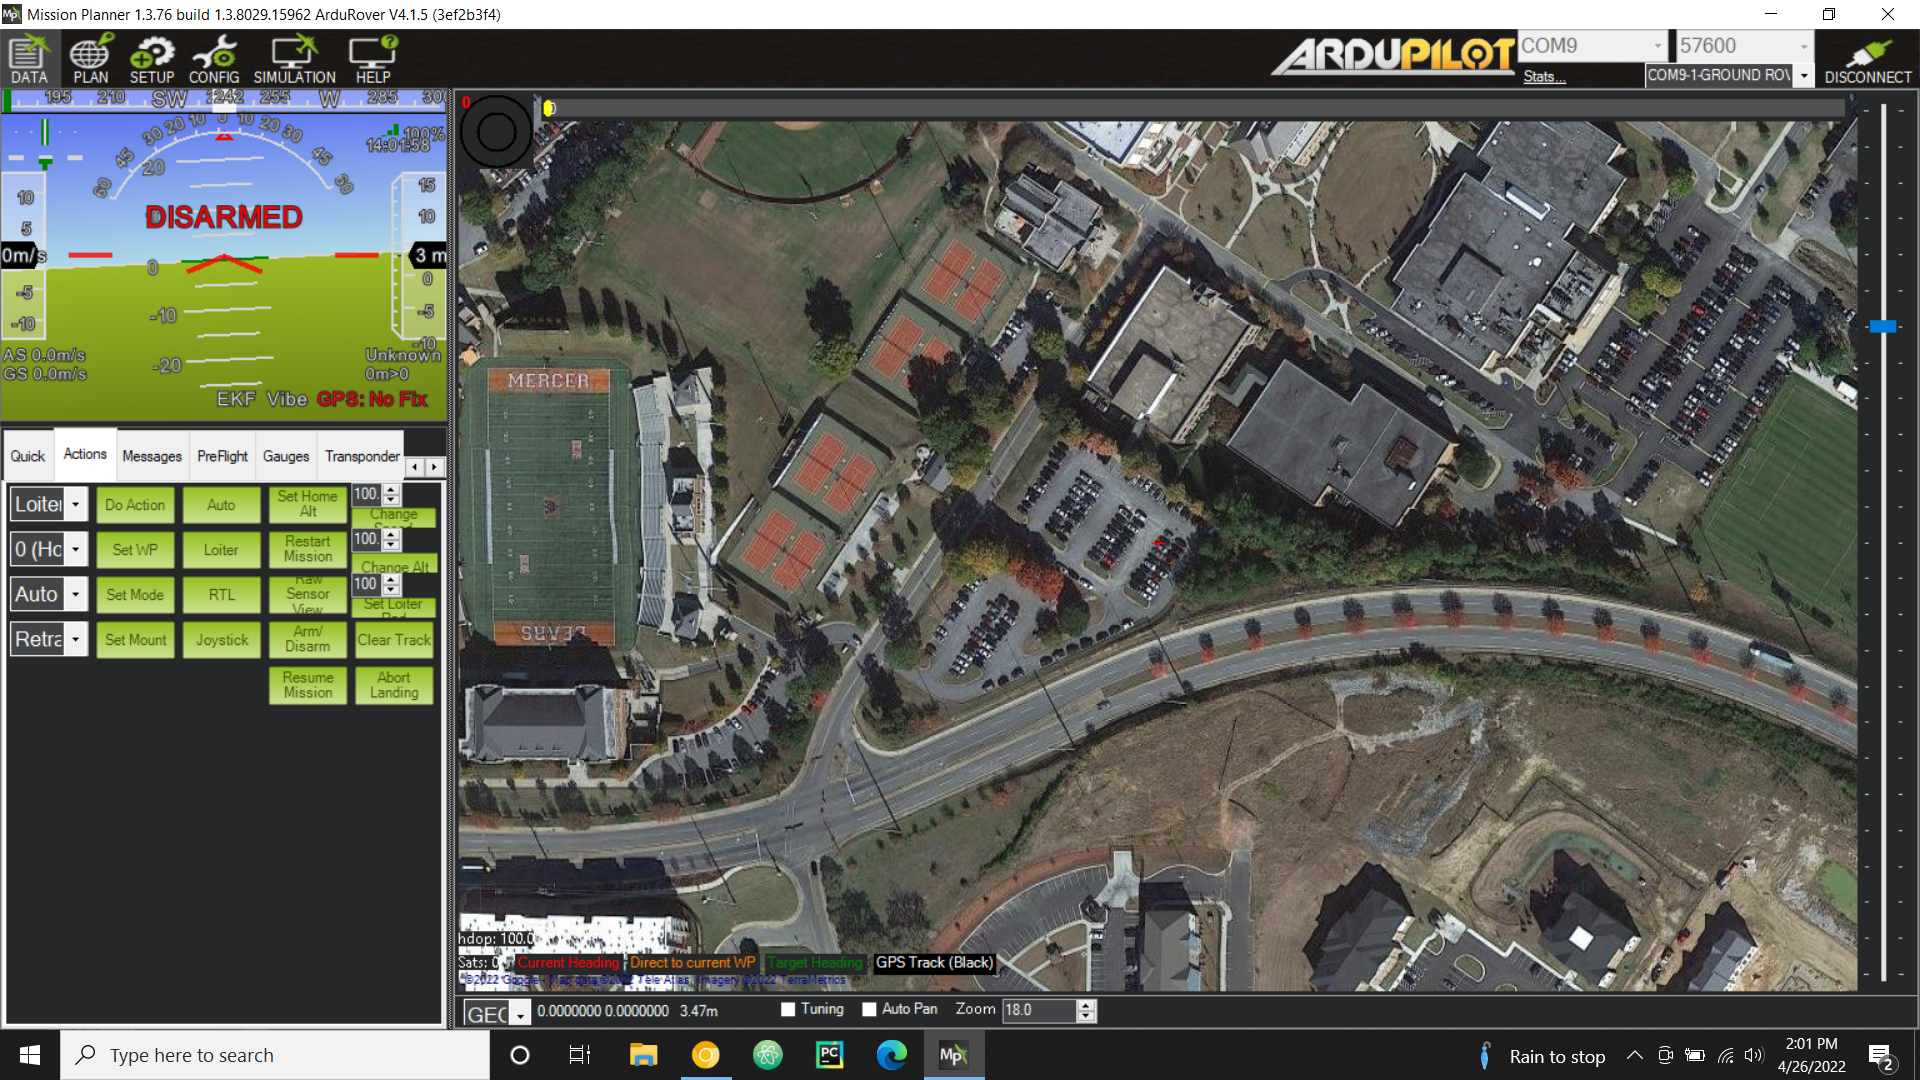 Mission Planner 1.3.76 build 1.3.8029.15962 ArduRover V4.1.5 (3ef2b3f4)
DATA PLAN SETUP CONFIG SIMULATION HELP
ARDUPILOT
COM9 57600
Stats...
COM9-1-GROUND ROV
DISCONNECT
195 210 SW 242 255 W 285 300
0
60 45 30 20 10 0 10 20 30 45 60
100%
14:01:58
20
DISARMED
10
5
0m/s
-5
-10
0
-10
-20
15
10
3 m
0
-5
-10
AS 0.0m/s
GS 0.0m/s
Unknown
0m>0
EKF Vibe GPS: No Fix
Quick Actions Messages PreFlight Gauges Transponder
Loiter Do Action Auto Set Home Alt 100.
Change
0 (Ho Set WP Loiter Restart Mission 100.
Change Alt
Auto Set Mode RTL Raw Sensor View 100
Set Loiter
Retra Set Mount Joystick Arm/ Disarm Clear Track
Resume Mission Abort Landing
MERCER
BEARS
hdop: 100.0
Sats: 0 Current Heading Direct to current WP Target Heading GPS Track (Black)
©2022 Google - Map data ©2022 Tele Atlas, Imagery ©2022 TerraMetrics
GEO 0.0000000 0.0000000 3.47m Tuning Auto Pan Zoom 18.0
Type here to search
PC
MP
Rain to stop
2:01 PM
4/26/2022
2